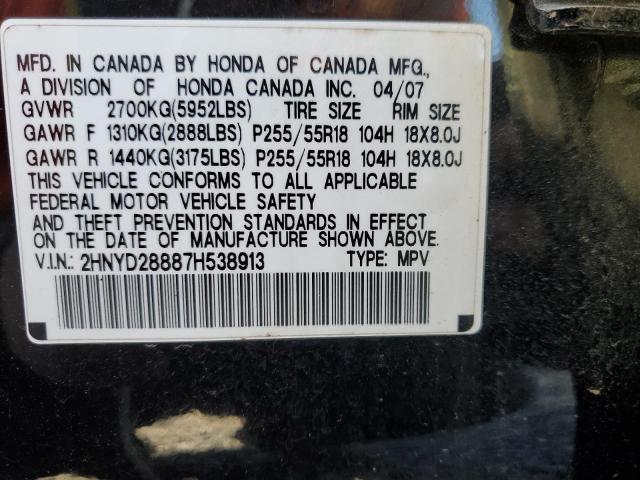 MFD. IN CANADA BY HONDA OF CANADA MFG.,
A DIVISION OF HONDA CANADA INC. 04/07
GVWR 2700KG(5952LBS) TIRE SIZE RIM SIZE
GAWR F 1310KG(2888LBS) P255/55R18 104H 18X8.0J
GAWR R 1440KG(3175LBS) P255/55R18 104H 18X8.0J
THIS VEHICLE CONFORMS TO ALL APPLICABLE
FEDERAL MOTOR VEHICLE SAFETY
AND THEFT PREVENTION STANDARDS IN EFFECT
ON THE DATE OF MANUFACTURE SHOWN ABOVE.
V.I.N.: 2HNYD28887H538913 TYPE: MPV